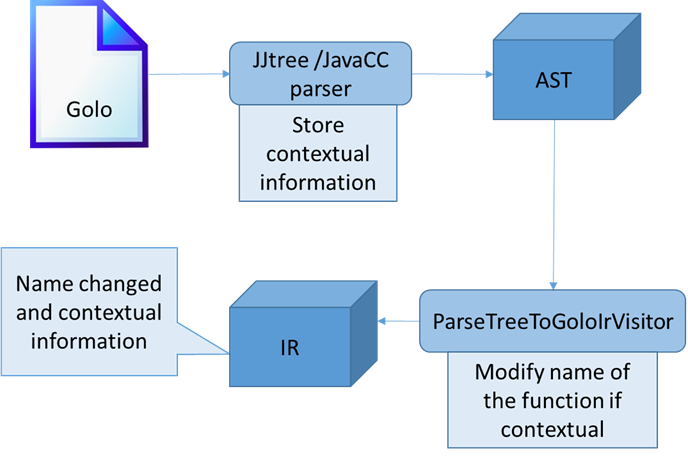 Golo
JJtree /JavaCC
parser
Store
contextual
information
AST
Name changed
and contextual
information
IR
ParseTreeToGoloIrVisitor
Modify name of
the function if
contextual